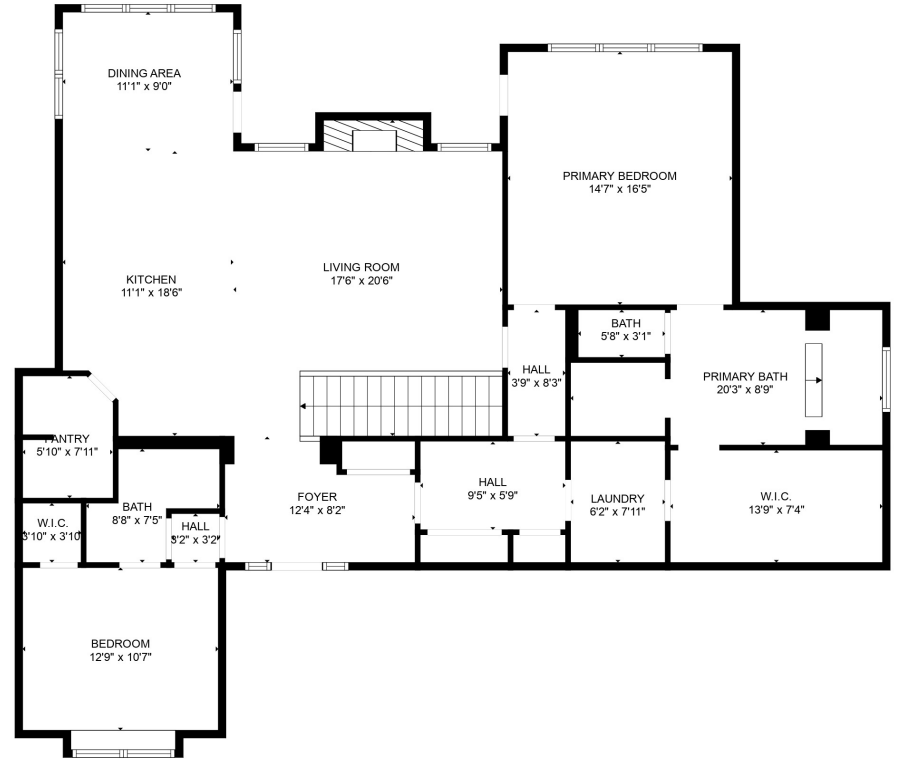 DINING AREA
11'1" x 9'0"
PRIMARY BEDROOM
14'7" x 16'5"
LIVING ROOM
17'6" x 20'6"
KITCHEN
11'1" x 18'6"
BATH
5'8" x 3'1"
HALL
3'9" x 8'3"
PRIMARY BATH
20'3" x 8'9"
PANTRY
5'10" x 7'11"
HALL
9'5" x 5'9"
FOYER
12'4" x 8'2"
LAUNDRY
6'2" x 7'11"
W.I.C.
13'9" x 7'4"
BATH
8'8" x 7'5"
W.I.C.
3'10" x 3'10"
HALL
3'2" x 3'2"
BEDROOM
12'9" x 10'7"